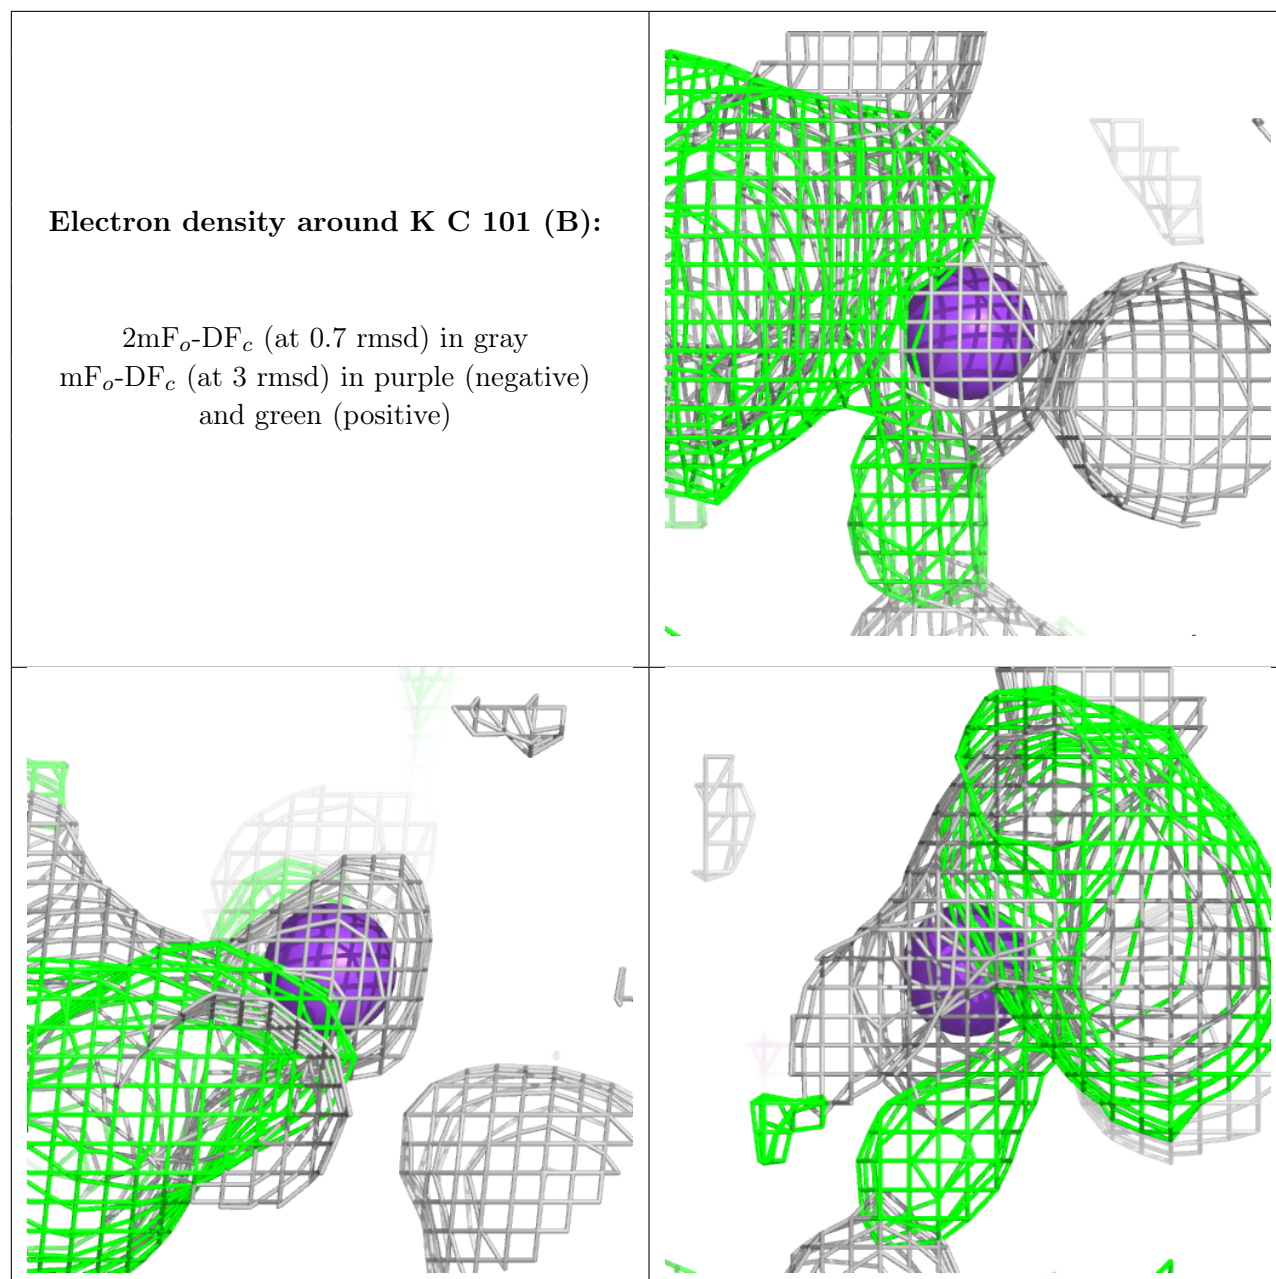 Electron density around K C 101 (B):
2mFo-DFc (at 0.7 rmsd) in gray
mFo-DFc (at 3 rmsd) in purple (negative)
and green (positive)